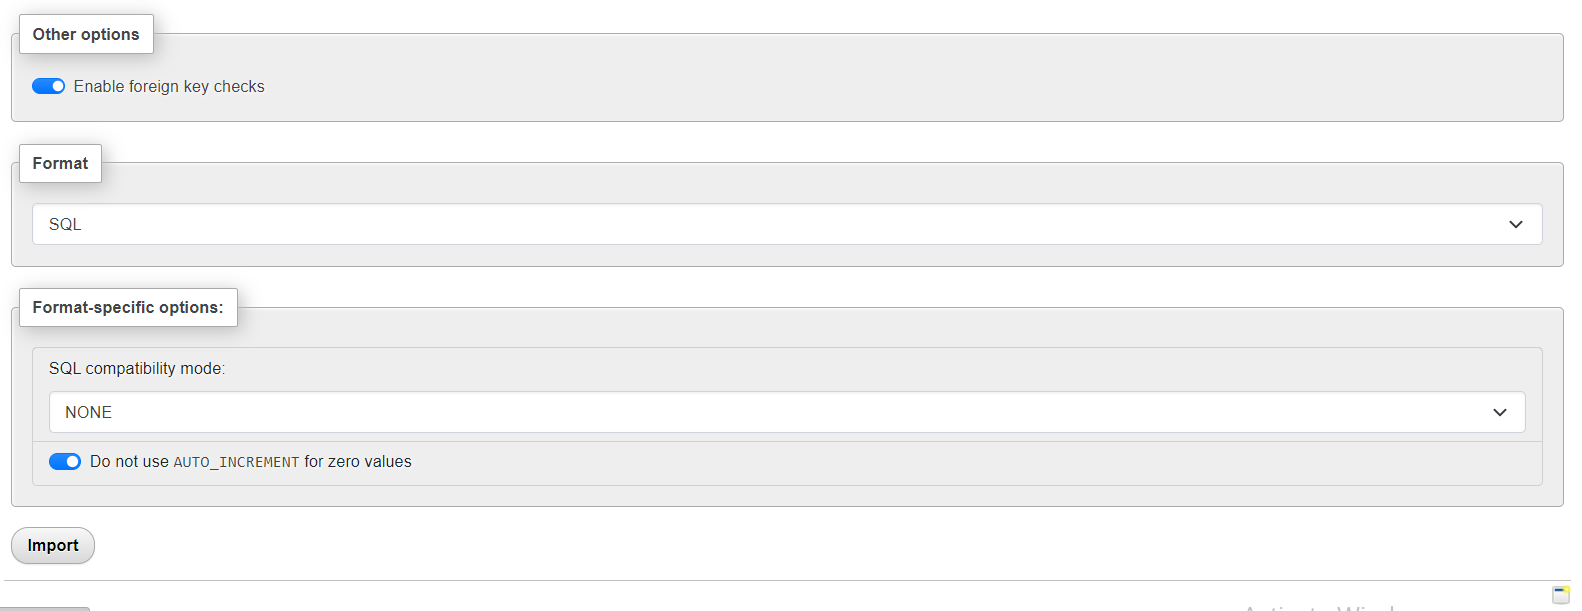 Other options
Enable foreign key checks
Format
SQL
Format-specific options:
SQL compatibility mode:
NONE
Do not use AUTO_INCREMENT for zero values
Import